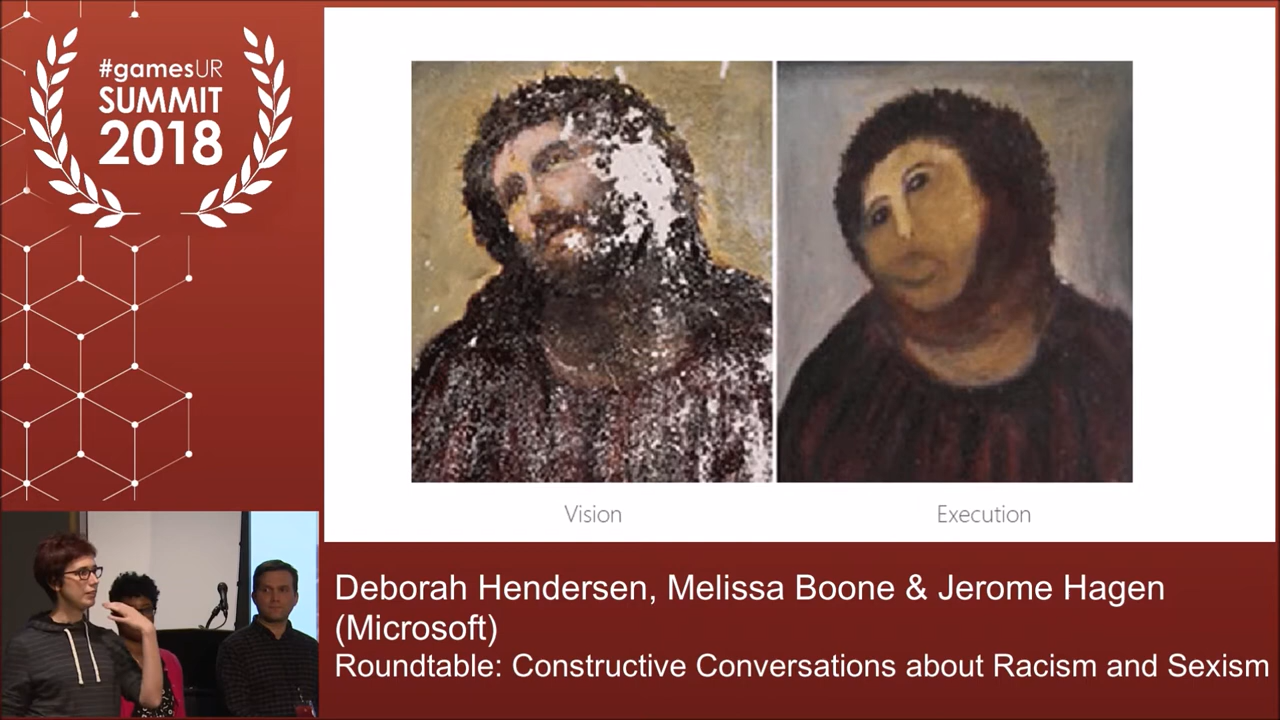 #gamesUR
SUMMIT
2018
Vision
Execution
Deborah Hendersen, Melissa Boone & Jerome Hagen
(Microsoft)
Roundtable: Constructive Conversations about Racism and Sexism